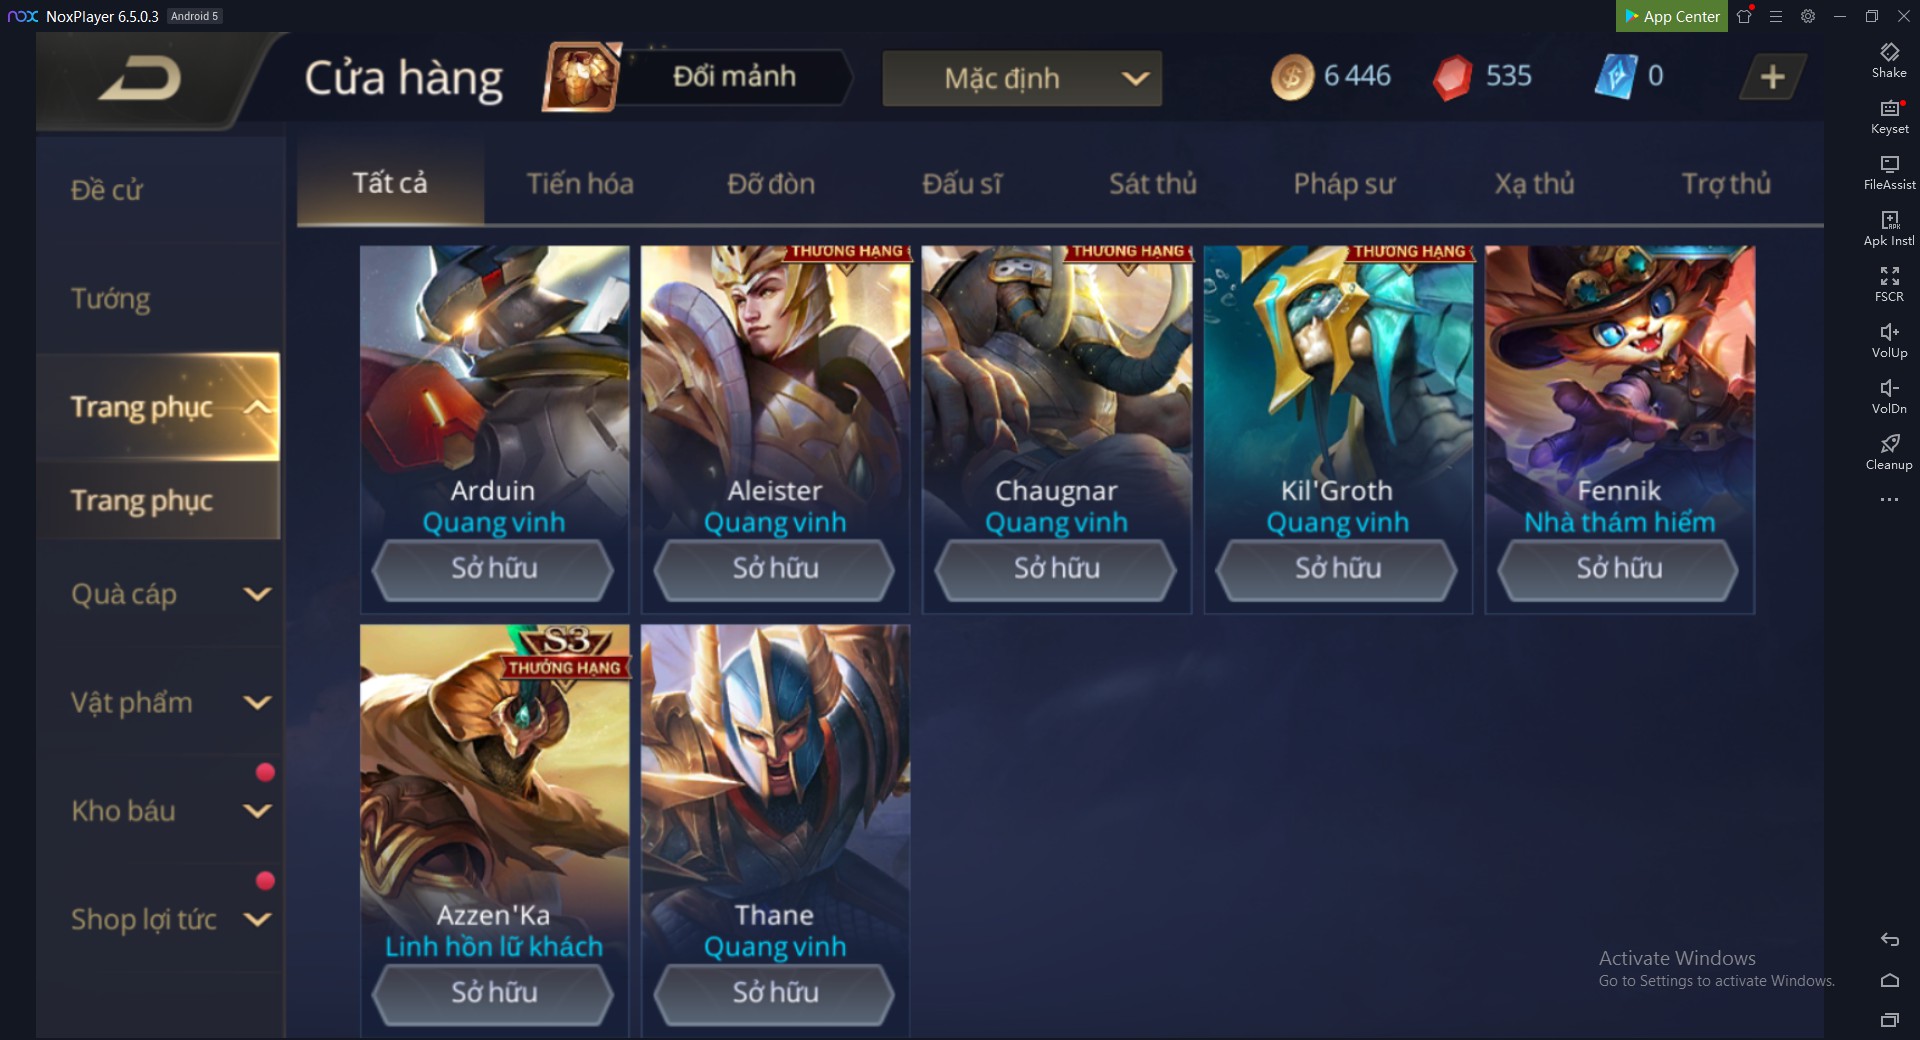 nox NoxPlayer 6.5.0.3 Android 5
App Center
Cửa hàng
Đổi mảnh
Mặc định
6 446
535
0
Shake
Keyset
FileAssist
Apk Instl
FSCR
VolUp
VolDn
Cleanup
Đề cử
Tướng
Trang phục
Trang phục
Quà cáp
Vật phẩm
Kho báu
Shop lợi tức
Tất cả
Tiến hóa
Đỡ đòn
Đấu sĩ
Sát thủ
Pháp sư
Xạ thủ
Trợ thủ
Arduin
Quang vinh
Sở hữu
THƯỞNG HẠNG
Aleister
Quang vinh
Sở hữu
THƯỞNG HẠNG
Chaugnar
Quang vinh
Sở hữu
THƯỞNG HẠNG
Kil'Groth
Quang vinh
Sở hữu
Fennik
Nhà thám hiểm
Sở hữu
S3
THƯỞNG HẠNG
Azzen'Ka
Linh hồn lữ khách
Sở hữu
Thane
Quang vinh
Sở hữu
Activate Windows
Go to Settings to activate Windows.